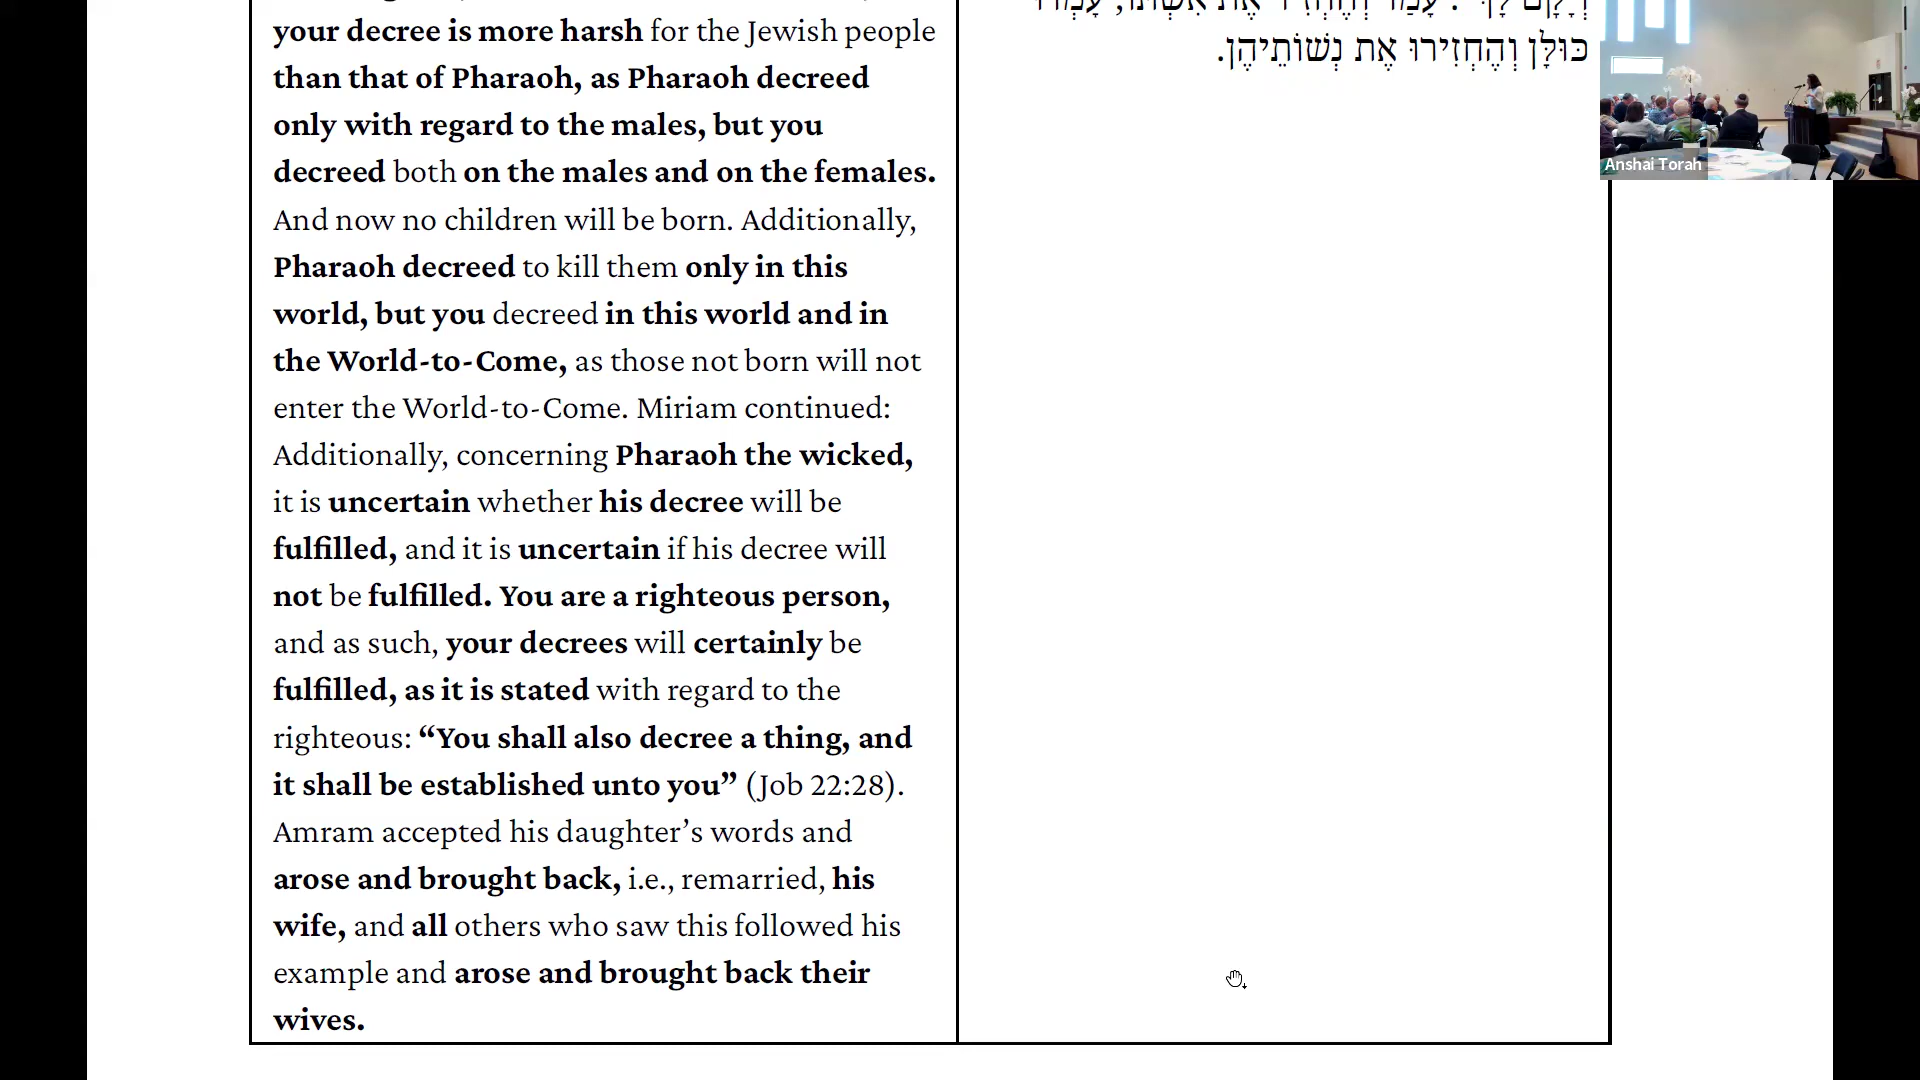 your decree is more harsh for the Jewish people
than that of Pharaoh, as Pharaoh decreed
only with regard to the males, but you
decreed both on the males and on the females.
And now no children will be born. Additionally,
Pharaoh decreed to kill them only in this
world, but you decreed in this world and in
the World-to-Come, as those not born will not
enter the World-to-Come. Miriam continued:
Additionally, concerning Pharaoh the wicked,
it is uncertain whether his decree will be
fulfilled, and it is uncertain if his decree will
not be fulfilled. You are a righteous person,
and as such, your decrees will certainly be
fulfilled, as it is stated with regard to the
righteous: “You shall also decree a thing, and
it shall be established unto you” (Job 22:28).
Amram accepted his daughter’s words and
arose and brought back, i.e., remarried, his
wife, and all others who saw this followed his
example and arose and brought back their
wives.
כּוּלָּן וְהֶחְזִירוּ אֶת נְשׁוֹתֵיהֶן.
Anshai Torah